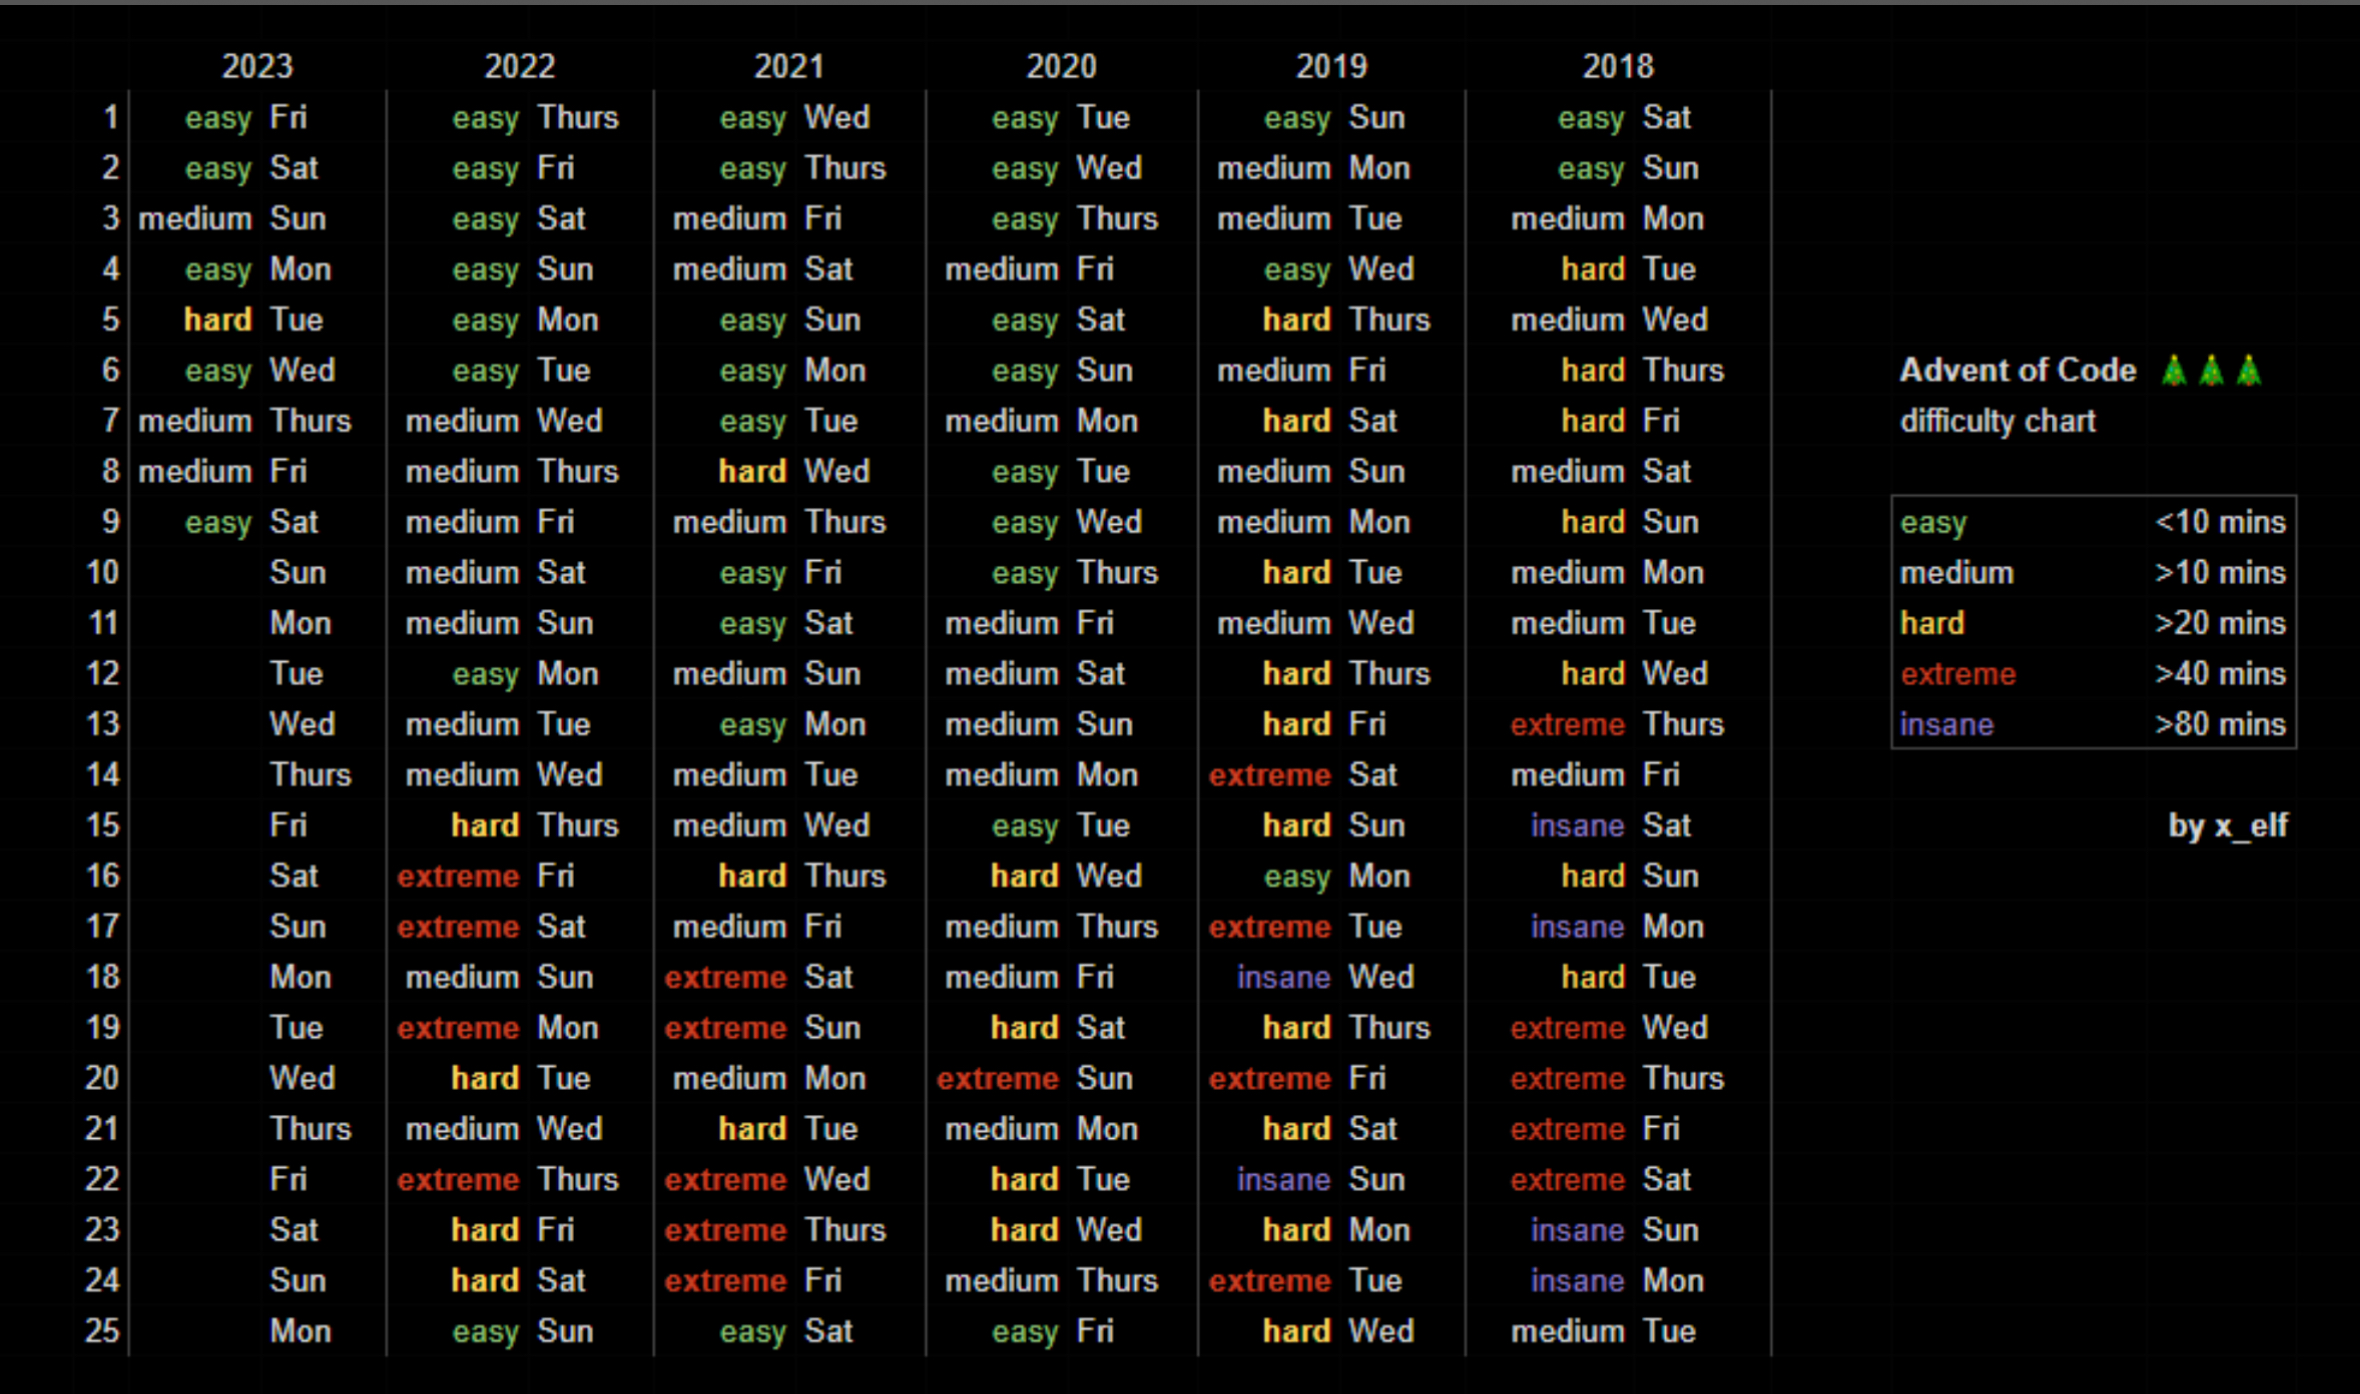 2023 2022 2021 2020 2019 2018
1 easy Fri easy Thurs easy Wed easy Tue easy Sun easy Sat
2 easy Sat easy Fri easy Thurs easy Wed medium Mon easy Sun
3 medium Sun easy Sat medium Fri easy Thurs medium Tue medium Mon
4 easy Mon easy Sun medium Sat medium Fri easy Wed hard Tue
5 hard Tue easy Mon easy Sun easy Sat hard Thurs medium Wed
6 easy Wed easy Tue easy Mon easy Sun medium Fri hard Thurs Advent of Code 🎄🎄🎄
7 medium Thurs medium Wed easy Tue medium Mon hard Sat hard Fri difficulty chart
8 medium Fri medium Thurs hard Wed easy Tue medium Sun medium Sat
9 easy Sat medium Fri medium Thurs easy Wed medium Mon hard Sun easy <10 mins
10 Sun medium Sat easy Fri easy Thurs hard Tue medium Mon medium >10 mins
11 Mon medium Sun easy Sat medium Fri medium Wed medium Tue hard >20 mins
12 Tue easy Mon medium Sun medium Sat hard Thurs hard Wed extreme >40 mins
13 Wed medium Tue easy Mon medium Sun hard Fri extreme Thurs insane >80 mins
14 Thurs medium Wed medium Tue medium Mon extreme Sat medium Fri
15 Fri hard Thurs medium Wed easy Tue hard Sun insane Sat by x_elf
16 Sat extreme Fri hard Thurs hard Wed easy Mon hard Sun
17 Sun extreme Sat medium Fri medium Thurs extreme Tue insane Mon
18 Mon medium Sun extreme Sat medium Fri insane Wed hard Tue
19 Tue extreme Mon extreme Sun hard Sat hard Thurs extreme Wed
20 Wed hard Tue medium Mon extreme Sun extreme Fri extreme Thurs
21 Thurs medium Wed hard Tue medium Mon hard Sat extreme Fri
22 Fri extreme Thurs extreme Wed hard Tue insane Sun extreme Sat
23 Sat hard Fri extreme Thurs hard Wed hard Mon insane Sun
24 Sun hard Sat extreme Fri medium Thurs extreme Tue insane Mon
25 Mon easy Sun easy Sat easy Fri hard Wed medium Tue